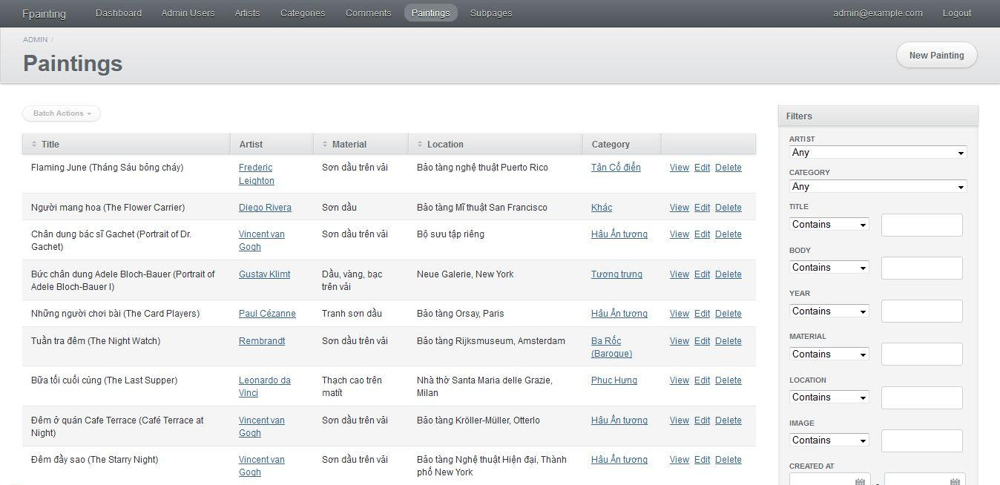 Fpainting Dashboard Admin Users Artists Categories Comments Paintings Subpages admin@example.com Logout
ADMIN /
Paintings
New Painting
Batch Actions
Title Artist Material Location Category
Flaming June (Tháng Sáu bỏng cháy) Frederic Sơn dầu trên vải Bảo tàng nghệ thuật Puerto Rico Tân Cổ điển View Edit Delete
Leighton
Người mang hoa (The Flower Carrier) Diego Rivera Sơn dầu Bảo tàng Mĩ thuật San Francisco Khác View Edit Delete
Chân dung bác sĩ Gachet (Portrait of Dr. Vincent van Sơn dầu trên vải Bộ sưu tập riêng Hậu Ấn tượng View Edit Delete
Gachet) Gogh
Bức chân dung Adele Bloch-Bauer (Portrait of Gustav Klimt Dầu, vàng, bạc Neue Galerie, New York Tượng trưng View Edit Delete
Adele Bloch-Bauer I) trên vải
Những người chơi bài (The Card Players) Paul Cézanne Tranh sơn dầu Bảo tàng Orsay, Paris Hậu Ấn tượng View Edit Delete
Tuần tra đêm (The Night Watch) Rembrandt Sơn dầu trên vải Bảo tàng Rijksmuseum, Amsterdam Ba Rốc View Edit Delete
(Baroque)
Bữa tối cuối cùng (The Last Supper) Leonardo da Thạch cao trên Nhà thờ Santa Maria delle Grazie, Phục Hưng View Edit Delete
Vinci matít Milan
Đêm ở quán Cafe Terrace (Café Terrace at Vincent van Sơn dầu trên vải Bảo tàng Kröller-Müller, Otterlo Hậu Ấn tượng View Edit Delete
Night) Gogh
Đêm đầy sao (The Starry Night) Vincent van Sơn dầu trên vải Bảo tàng Nghệ thuật Hiện đại, Thành Hậu Ấn tượng View Edit Delete
Gogh phố New York
Filters
ARTIST
Any
CATEGORY
Any
TITLE
Contains
BODY
Contains
YEAR
Contains
MATERIAL
Contains
LOCATION
Contains
IMAGE
Contains
CREATED AT
-